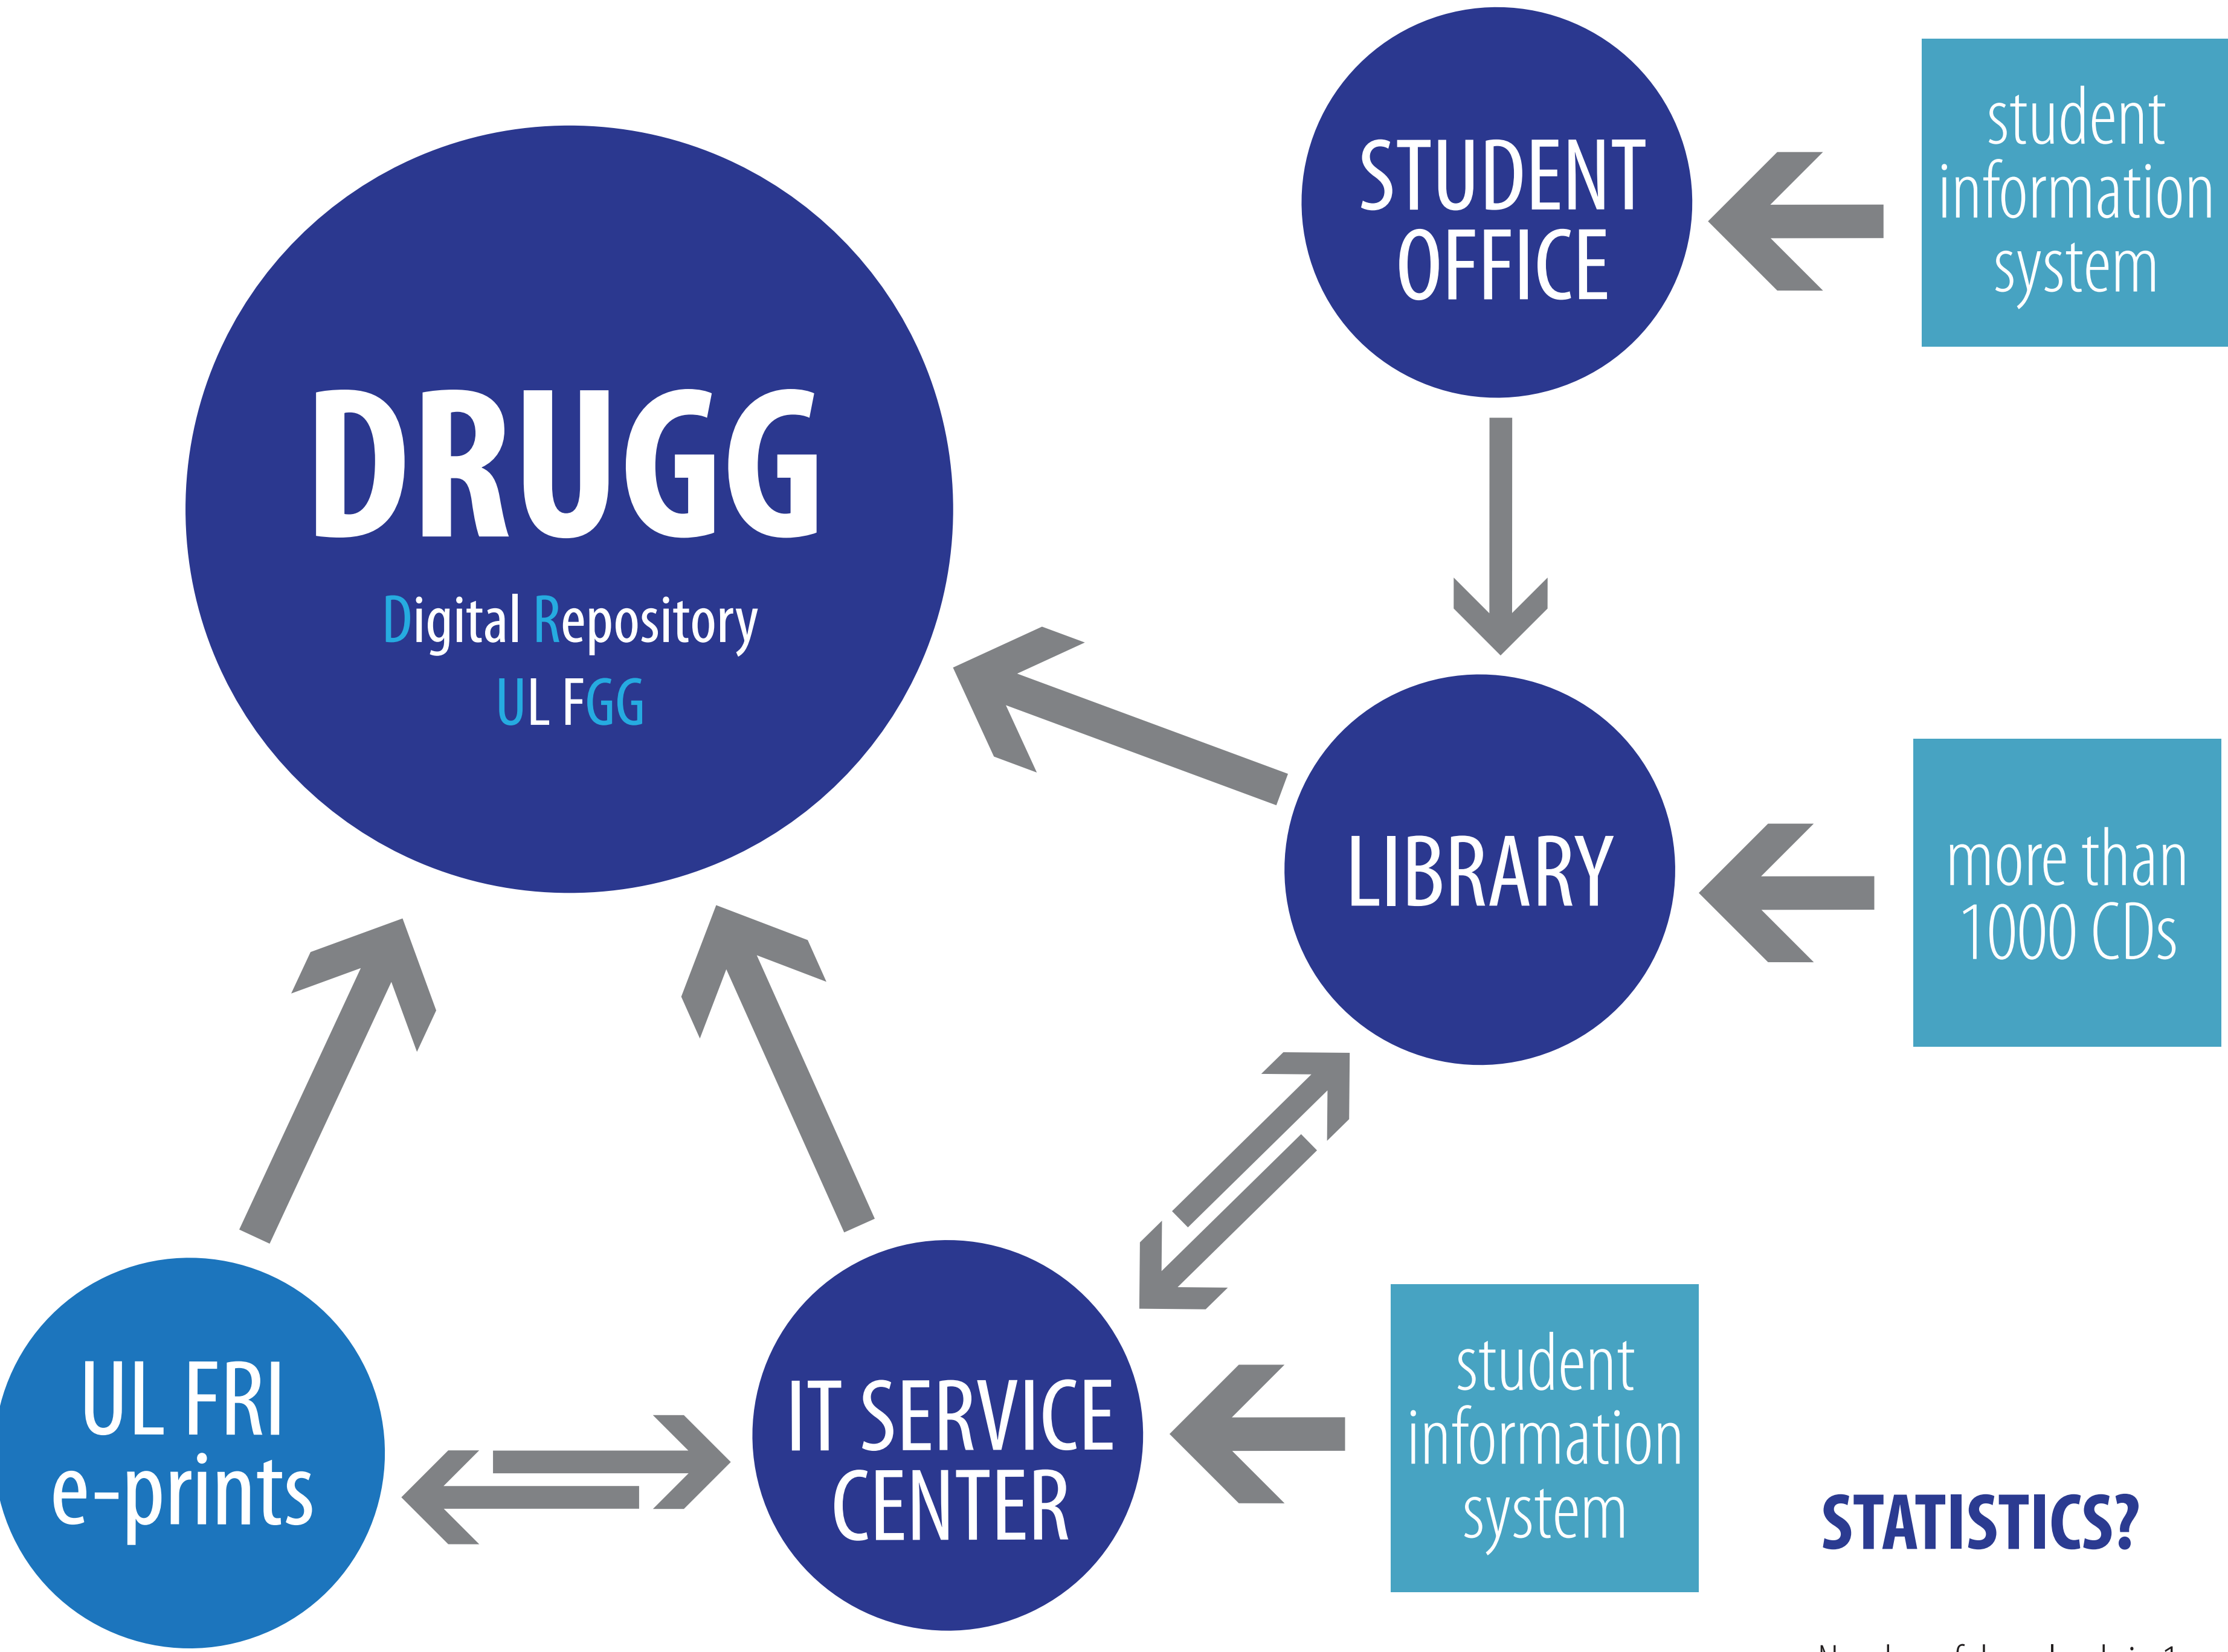 STUDENT
OFFICE
student
information
system
DRUGG
Digital Repository
UL FGG
LIBRARY
more than
1000 CDs
UL FRI
e-prints
IT SERVICE
CENTER
student
information
system
STATISTICS?